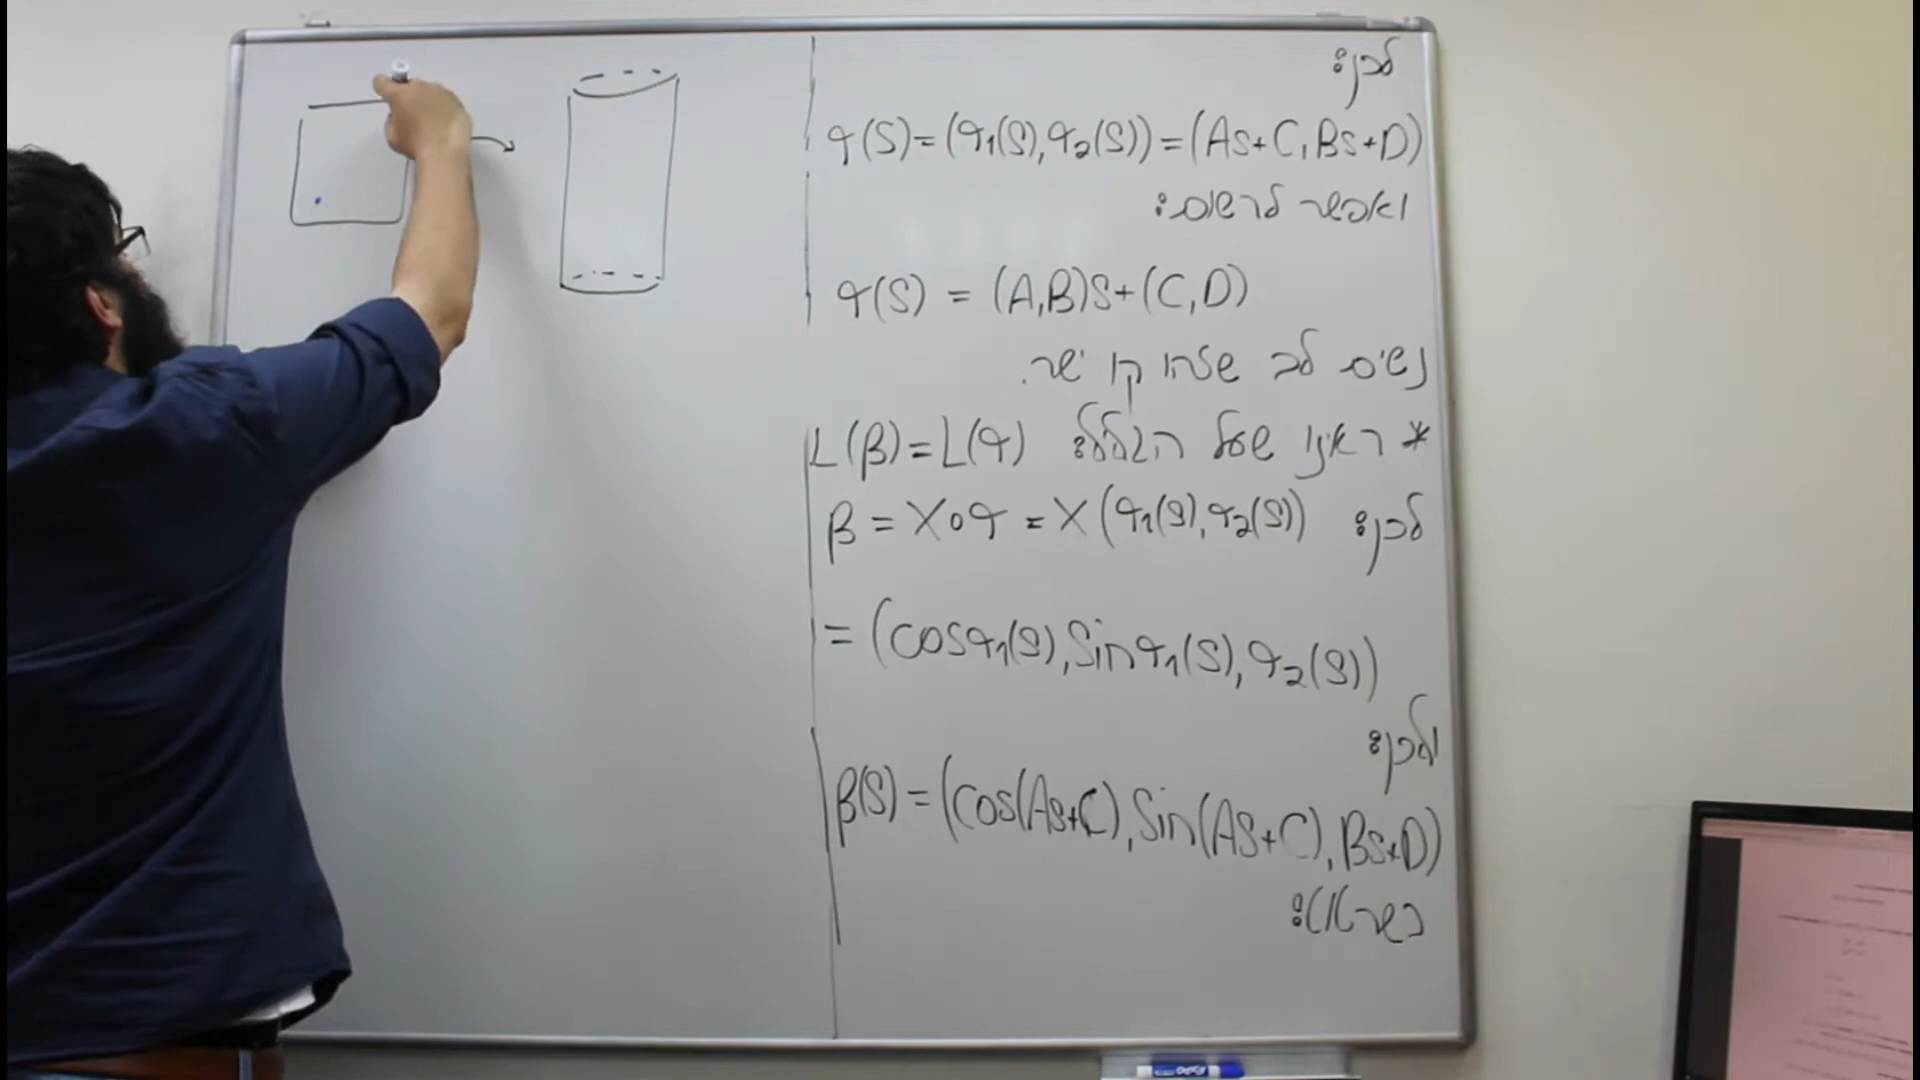 לכן:
φ(s)=(φ₁(s),φ₂(s))=(As+C,Bs+D)
ואפשר לרשום:
φ(s) = (A,B)s+(C,D)
נשים לב שזהו קו ישר.
* ראינו שעל הגליל: L(β)=L(φ)
לכן: β = X∘φ = X(φ₁(s),φ₂(s))
= (cosφ₁(s),sinφ₁(s),φ₂(s))
ולכן:
β(s)=(cos(As+C),sin(As+C),Bs+D)